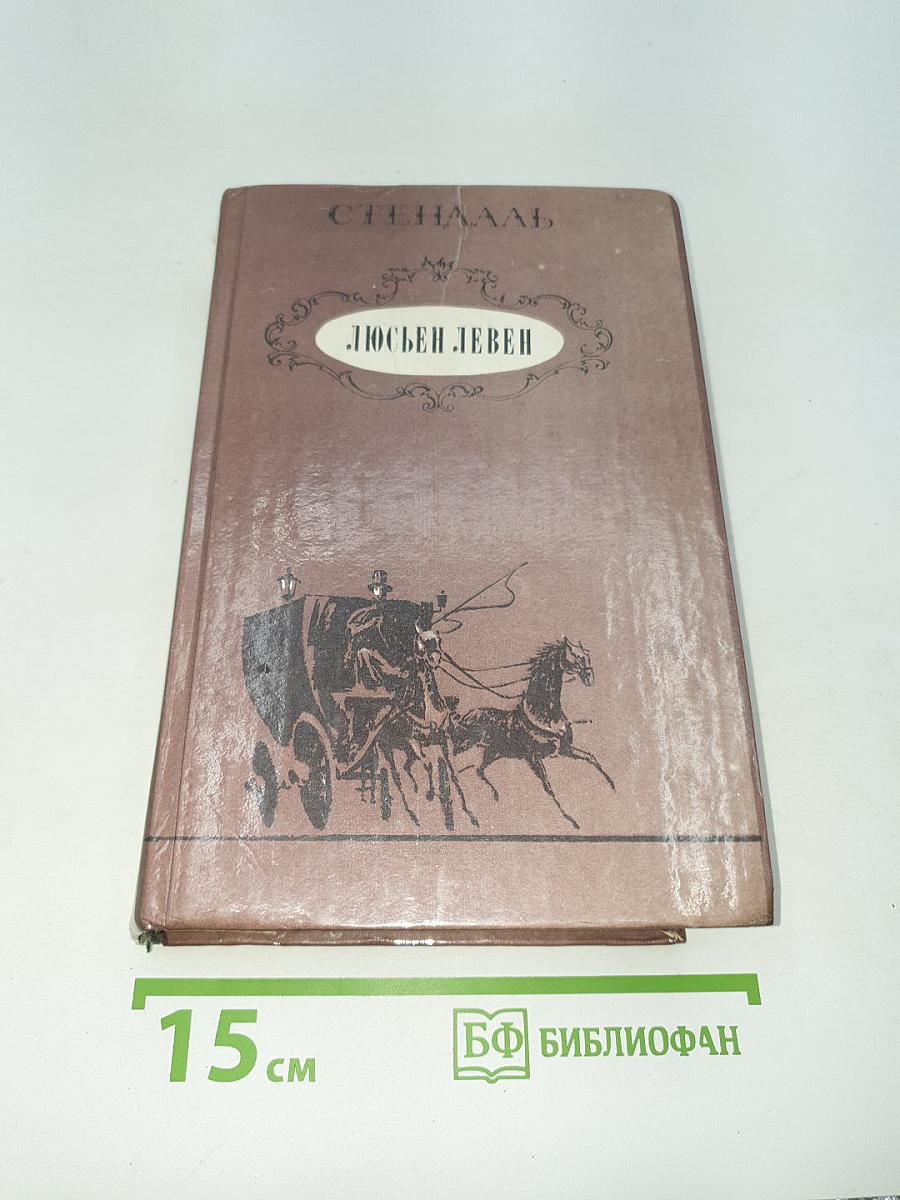 СТЕНДАЛЬ
ЛЮСЬЕН ЛЕВЕН
15 см
БФ БИБЛИОФАН